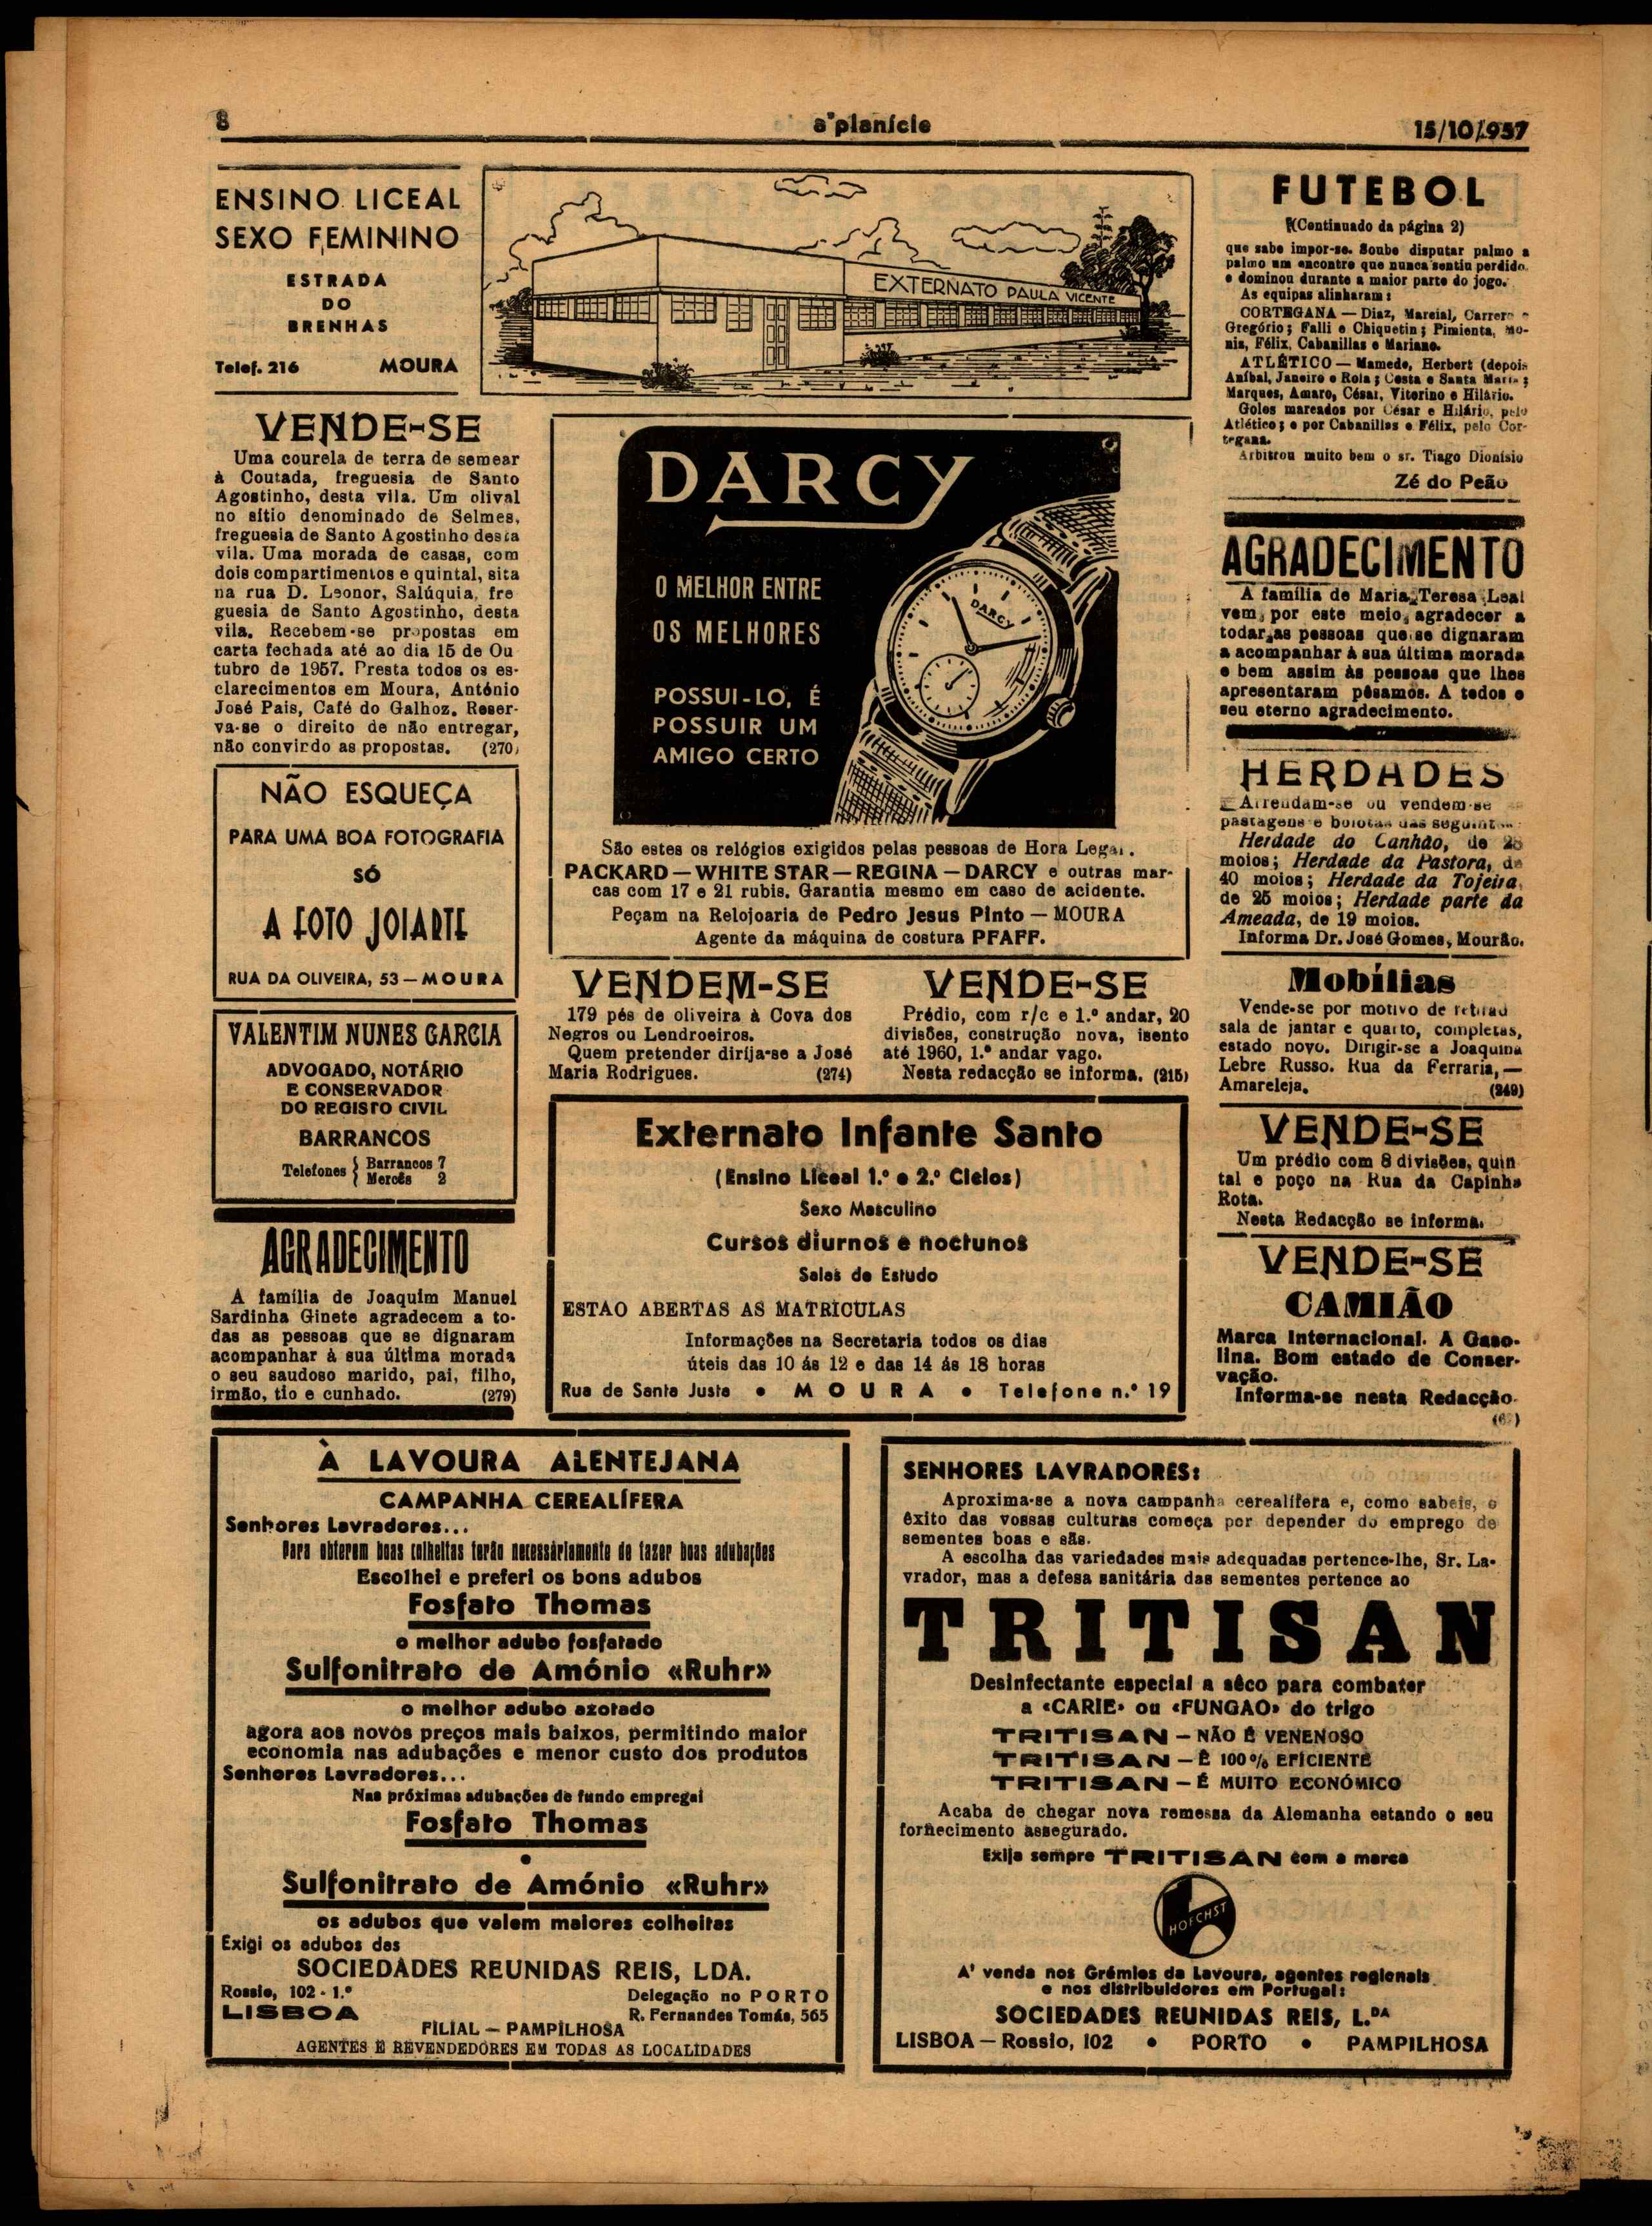 8
a planície
15/10/957
ENSINO LICEAL
SEXO FEMININO
ESTRADA
DO
BRENHAS
Telef. 216 MOURA
EXTERNATO PAULA VICENTE
VENDE-SE
Uma courela de terra de semear
à Coutada, freguesia de Santo
Agostinho, desta vila. Um olival
no sítio denominado de Selmes,
freguesia de Santo Agostinho desta
vila. Uma morada de casas, com
dois compartimentos e quintal, sita
na rua D. Leonor, Salúquia, fre
guesia de Santo Agostinho, desta
vila. Recebem-se propostas em
carta fechada até ao dia 15 de Ou
tubro de 1957. Presta todos os es-
clarecimentos em Moura, António
José Pais, Café do Galhoz. Reser-
va-se o direito de não entregar,
não convindo as propostas. (270)
NÃO ESQUEÇA
PARA UMA BOA FOTOGRAFIA
SÓ
A FOTO JOIARTE
RUA DA OLIVEIRA, 53 — MOURA
VALENTIM NUNES GARCIA
ADVOGADO, NOTÁRIO
E CONSERVADOR
DO REGISTO CIVIL
BARRANCOS
Telefones { Barrancos 7
Mercês 2
AGRADECIMENTO
A família de Joaquim Manuel
Sardinha Ginete agradecem a to-
das as pessoas que se dignaram
acompanhar à sua última morada
o seu saudoso marido, pai, filho,
irmão, tio e cunhado. (279)
DARCY
O MELHOR ENTRE
OS MELHORES
POSSUI-LO, É
POSSUIR UM
AMIGO CERTO
DARCY
São estes os relógios exigidos pelas pessoas de Hora Legal.
PACKARD — WHITE STAR — REGINA — DARCY e outras mar-
cas com 17 e 21 rubis. Garantia mesmo em caso de acidente.
Peçam na Relojoaria de Pedro Jesus Pinto — MOURA
Agente da máquina de costura PFAFF.
VENDEM-SE
179 pés de oliveira à Cova dos
Negros ou Lendroeiros.
Quem pretender dirija-se a José
Maria Rodrigues. (274)
VENDE-SE
Prédio, com r/c e 1.º andar, 20
divisões, construção nova, isento
até 1960, 1.º andar vago.
Nesta redacção se informa. (215)
Externato Infante Santo
(Ensino Liceal 1.º e 2.º Ciclos)
Sexo Masculino
Cursos diurnos e noctunos
Salas de Estudo
ESTAO ABERTAS AS MATRICULAS
Informações na Secretaria todos os dias
úteis das 10 ás 12 e das 14 ás 18 horas
Rua de Santa Justa • MOURA • Telefone n.º 19
FUTEBOL
(Continuado da página 2)
que sabe impor-se. Soube disputar palmo a
palmo um encontro que nunca sentiu perdido.
e dominou durante a maior parte do jogo.
As equipas alinharam:
CORTEGANA — Diaz, Marcial, Carrero e
Gregório; Falli e Chiquetin; Pimienta, Mo-
nis, Félix, Cabanillas e Mariano.
ATLÉTICO — Mamede, Herbert (depois
Aníbal, Janeiro e Rola; Costa e Santa Maria;
Marques, Amaro, César, Vitorino e Hilário.
Golos marcados por César e Hilário, pelo
Atlético; e por Cabanillas e Félix, pelo Cor-
tegana.
Arbitrou muito bem o sr. Tiago Dionísio
Zé do Peão
AGRADECIMENTO
A família de Maria Teresa Leal
vem, por este meio, agradecer a
todar as pessoas que se dignaram
a acompanhar à sua última morada
e bem assim às pessoas que lhes
apresentaram pêsamos. A todos o
seu eterno agradecimento.
HERDADES
Arrendam-se ou vendem-se
pastagens e bolotas das seguint
Herdade do Canhão, de
moios; Herdade da Pastora, de
40 moios; Herdade da Tojeira,
de 25 moios; Herdade parte da
Ameada, de 19 moios.
Informa Dr. José Gomes, Mourão.
Mobílias
Vende-se por motivo de retirad
sala de jantar e quarto, completas,
estado novo. Dirigir-se a Joaquina
Lebre Russo. Rua da Ferraria, —
Amareleja. (249)
VENDE-SE
Um prédio com 8 divisões, quin
tal e poço na Rua da Capinha
Rota.
Nesta Redacção se informa.
VENDE-SE
CAMIÃO
Marca Internacional. A Gaso-
lina. Bom estado de Conser-
vação.
Informa-se nesta Redacção.
À LAVOURA ALENTEJANA
CAMPANHA CEREALÍFERA
Senhores Lavradores...
Para obterem boas colheitas terão necessàriamente de fazer boas adubações
Escolhei e preferi os bons adubos
Fosfato Thomas
o melhor adubo fosfatado
Sulfonitrato de Amónio «Ruhr»
o melhor adubo azotado
agora aos novos preços mais baixos, permitindo maior
economia nas adubações e menor custo dos produtos
Senhores Lavradores...
Nas próximas adubações de fundo empregai
Fosfato Thomas
•
Sulfonitrato de Amónio «Ruhr»
os adubos que valem maiores colheitas
Exigi os adubos das
SOCIEDADES REUNIDAS REIS, LDA.
Rossio, 102 - 1.º Delegação no PORTO
LISBOA R. Fernandes Tomás, 565
FILIAL — PAMPILHOSA
AGENTES E REVENDEDORES EM TODAS AS LOCALIDADES
SENHORES LAVRADORES:
Aproxima-se a nova campanha cerealífera e, como sabeis, o
êxito das vossas culturas começa por depender do emprego de
sementes boas e sãs.
A escolha das variedades mais adequadas pertence-lhe, Sr. La-
vrador, mas a defesa sanitária das sementes pertence ao
TRITISAN
Desinfectante especial a sêco para combater
a «CARIE» ou «FUNGAO» do trigo
TRITISAN — NÃO É VENENOSO
TRITISAN — É 100% EFICIENTE
TRITISAN — É MUITO ECONÓMICO
Acaba de chegar nova remessa da Alemanha estando o seu
fornecimento assegurado.
Exija sempre TRITISAN com a marca
HOFCHST
A' venda nos Grémios da Lavoura, agentes regionais
e nos distribuidores em Portugal:
SOCIEDADES REUNIDAS REIS, L.DA
LISBOA — Rossio, 102 • PORTO • PAMPILHOSA